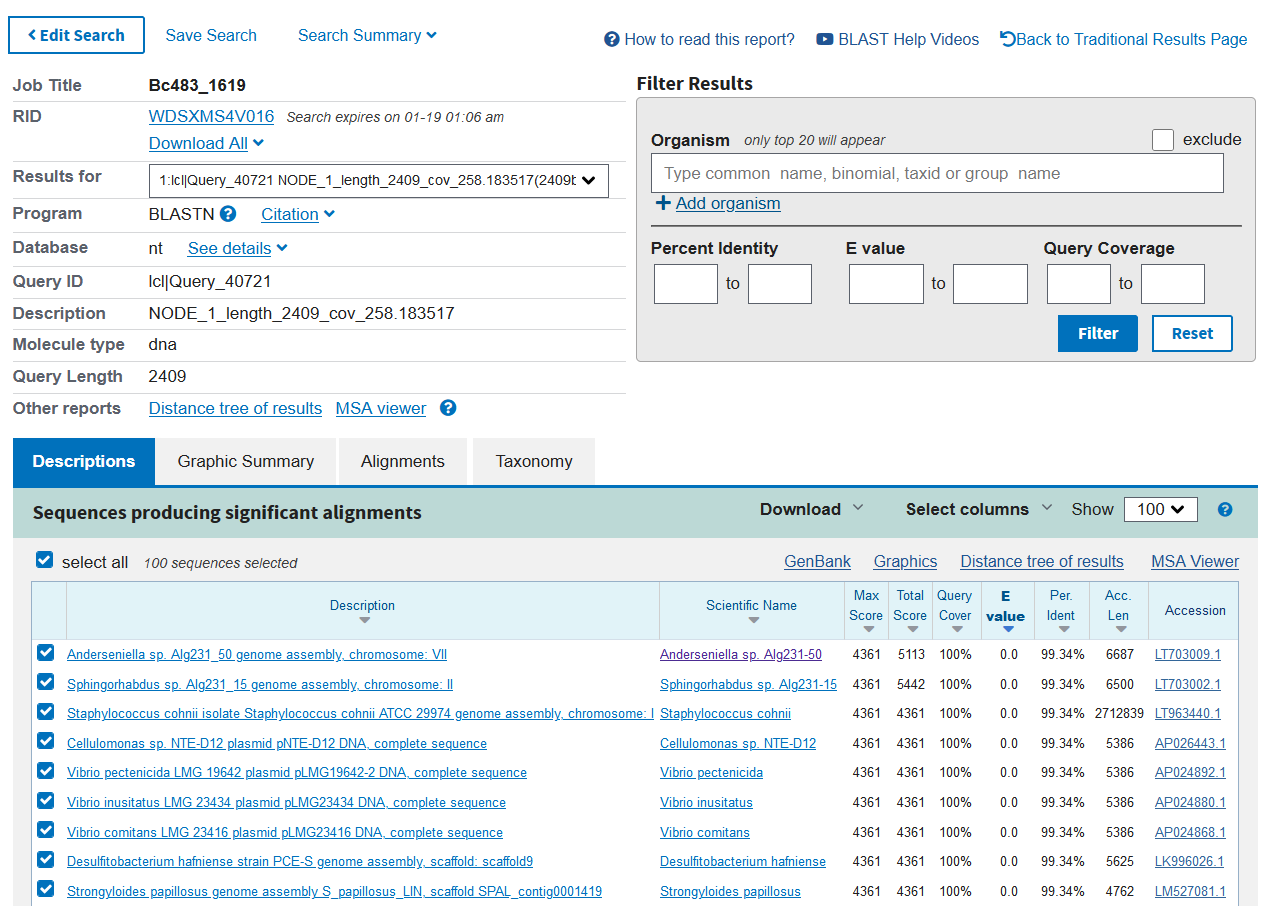 Edit Search Save Search Search Summary How to read this report? BLAST Help Videos Back to Traditional Results Page
Job Title Bc483_1619
RID WDSXMS4V016 Search expires on 01-19 01:06 am
Download All
Results for 1:lcl|Query_40721 NODE_1_length_2409_cov_258.183517(2409b
Program BLASTN Citation
Database nt See details
Query ID lcl|Query_40721
Description NODE_1_length_2409_cov_258.183517
Molecule type dna
Query Length 2409
Other reports Distance tree of results MSA viewer
Filter Results
Organism only top 20 will appear exclude
Type common name, binomial, taxid or group name
Add organism
Percent Identity E value Query Coverage
to to to
Filter Reset
Descriptions Graphic Summary Alignments Taxonomy
Sequences producing significant alignments Download Select columns Show 100
select all 100 sequences selected GenBank Graphics Distance tree of results MSA Viewer
Description Scientific Name Max Score Total Score Query Cover E value Per. Ident Acc. Len Accession
Anderseniella sp. Alg231_50 genome assembly, chromosome: VII Anderseniella sp. Alg231-50 4361 5113 100% 0.0 99.34% 6687 LT703009.1
Sphingorhabdus sp. Alg231_15 genome assembly, chromosome: II Sphingorhabdus sp. Alg231-15 4361 5442 100% 0.0 99.34% 6500 LT703002.1
Staphylococcus cohnii isolate Staphylococcus cohnii ATCC 29974 genome assembly, chromosome: I Staphylococcus cohnii 4361 4361 100% 0.0 99.34% 2712839 LT963440.1
Cellulomonas sp. NTE-D12 plasmid pNTE-D12 DNA, complete sequence Cellulomonas sp. NTE-D12 4361 4361 100% 0.0 99.34% 5386 AP026443.1
Vibrio pectenicida LMG 19642 plasmid pLMG19642-2 DNA, complete sequence Vibrio pectenicida 4361 4361 100% 0.0 99.34% 5386 AP024892.1
Vibrio inusitatus LMG 23434 plasmid pLMG23434 DNA, complete sequence Vibrio inusitatus 4361 4361 100% 0.0 99.34% 5386 AP024880.1
Vibrio comitans LMG 23416 plasmid pLMG23416 DNA, complete sequence Vibrio comitans 4361 4361 100% 0.0 99.34% 5386 AP024868.1
Desulfitobacterium hafniense strain PCE-S genome assembly, scaffold: scaffold9 Desulfitobacterium hafniense 4361 4361 100% 0.0 99.34% 5625 LK996026.1
Strongyloides papillosus genome assembly S_papillosus_LIN, scaffold SPAL_contig0001419 Strongyloides papillosus 4361 4361 100% 0.0 99.34% 4762 LM527081.1